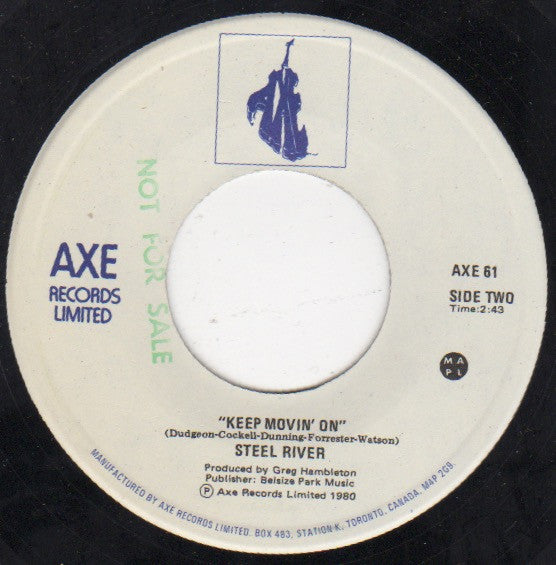 NOT FOR SALE
AXE
RECORDS
LIMITED
AXE 61
SIDE TWO
Time:2:43
M A
P L
"KEEP MOVIN' ON"
(Dudgeon-Cockell-Dunning-Forrester-Watson)
STEEL RIVER
Produced by Greg Hambleton
Publisher: Belsize Park Music
Ⓟ Axe Records Limited 1980
MANUFACTURED BY AXE RECORDS LIMITED, BOX 483, STATION K, TORONTO, CANADA, M4P 2G9